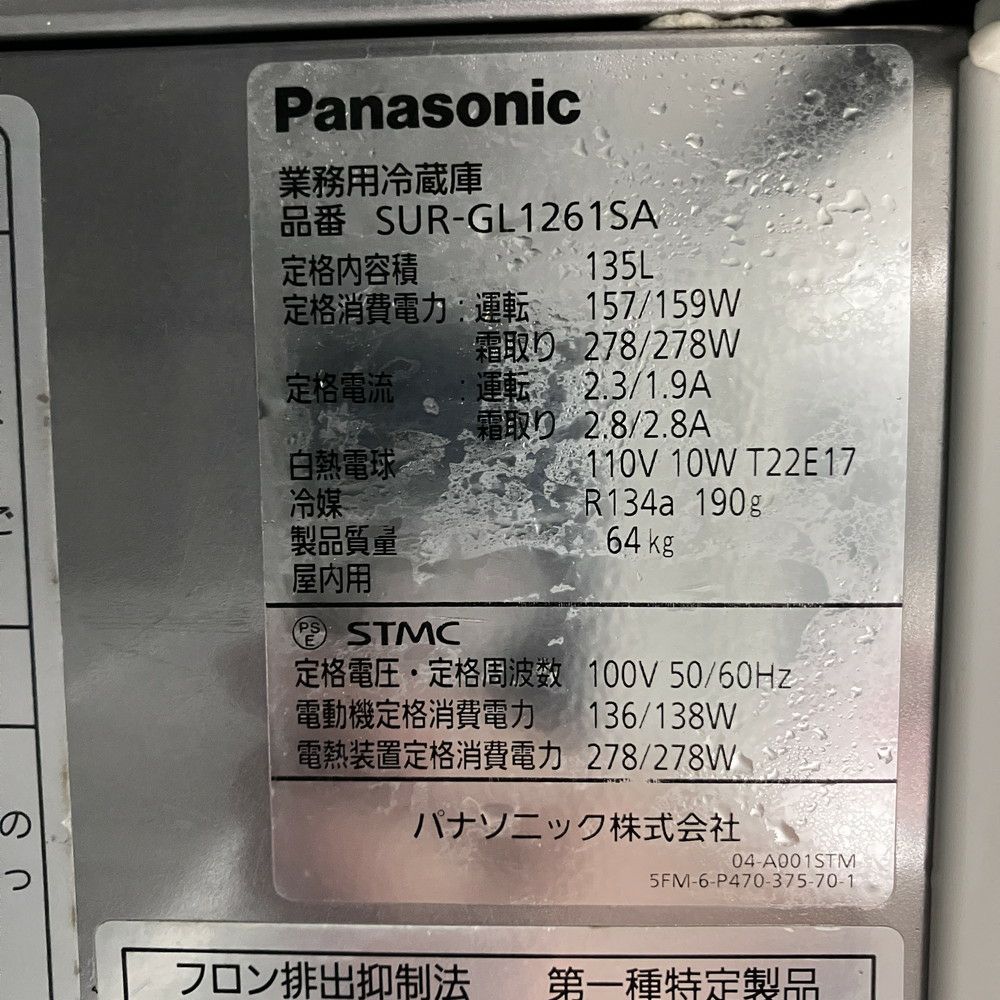 Panasonic
業務用冷蔵庫
品番 SUR-GL1261SA
定格内容積 135L
定格消費電力:運転 157/159W
霜取り 278/278W
定格電流 :運転 2.3/1.9A
霜取り 2.8/2.8A
白熱電球 110V 10W T22E17
冷媒 R134a 190g
製品質量 64kg
屋内用
PSE STMC
定格電圧・定格周波数 100V 50/60Hz
電動機定格消費電力 136/138W
電熱装置定格消費電力 278/278W
パナソニック株式会社
04-A001STM
5FM-6-P470-375-70-1
フロン排出抑制法 第一種特定製品
ご
の
つ